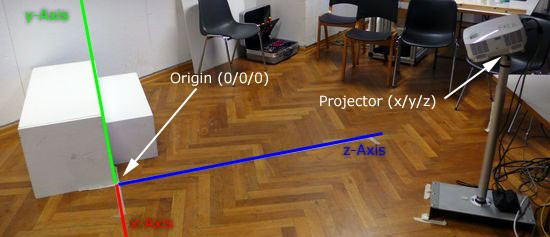 y-Axis
Origin (0/0/0)
Projector (x/y/z)
z-Axis
x-Axis